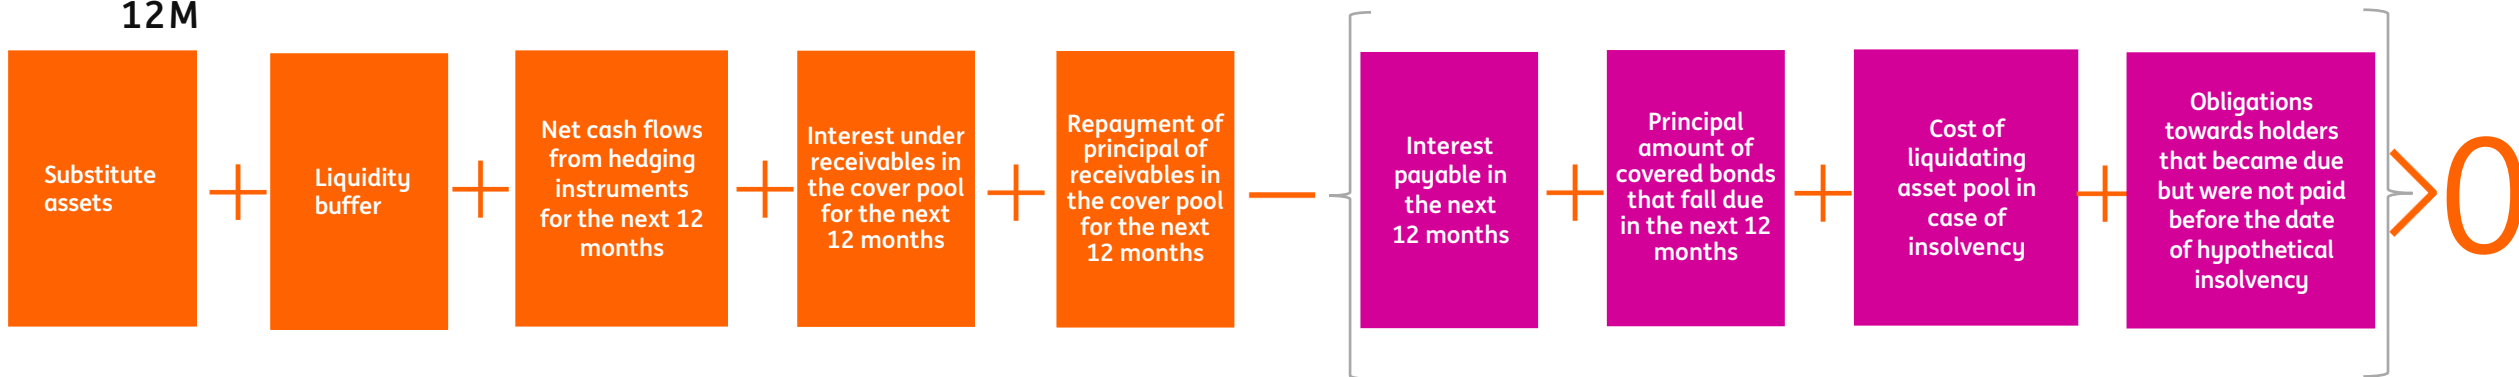 12M
Substitute
assets
+
Liquidity
buffer
+
Net cash flows
from hedging
instruments
for the next 12
months
+
Interest under
receivables in
the cover pool
for the next
12 months
+
Repayment of
principal of
receivables in
the cover pool
for the next
12 months
—
Interest
payable in
the next
12 months
+
Principal
amount of
covered bonds
that fall due
in the next 12
months
+
Cost of
liquidating
asset pool in
case of
insolvency
+
Obligations
towards holders
that became due
but were not paid
before the date
of hypothetical
insolvency
>0